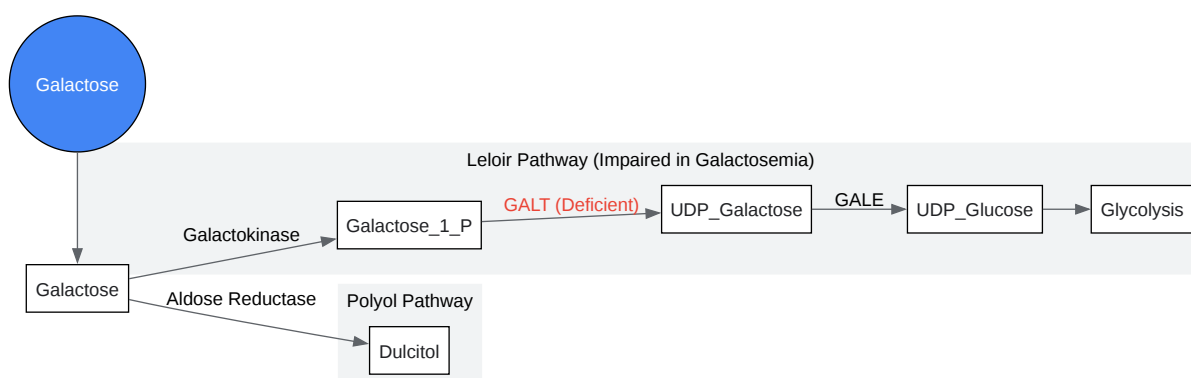 Galactose
Leloir Pathway (Impaired in Galactosemia)
GALT (Deficient)
UDP_Galactose
GALE
UDP_Glucose
Glycolysis
Galactose_1_P
Galactokinase
Galactose
Aldose Reductase
Polyol Pathway
Dulcitol